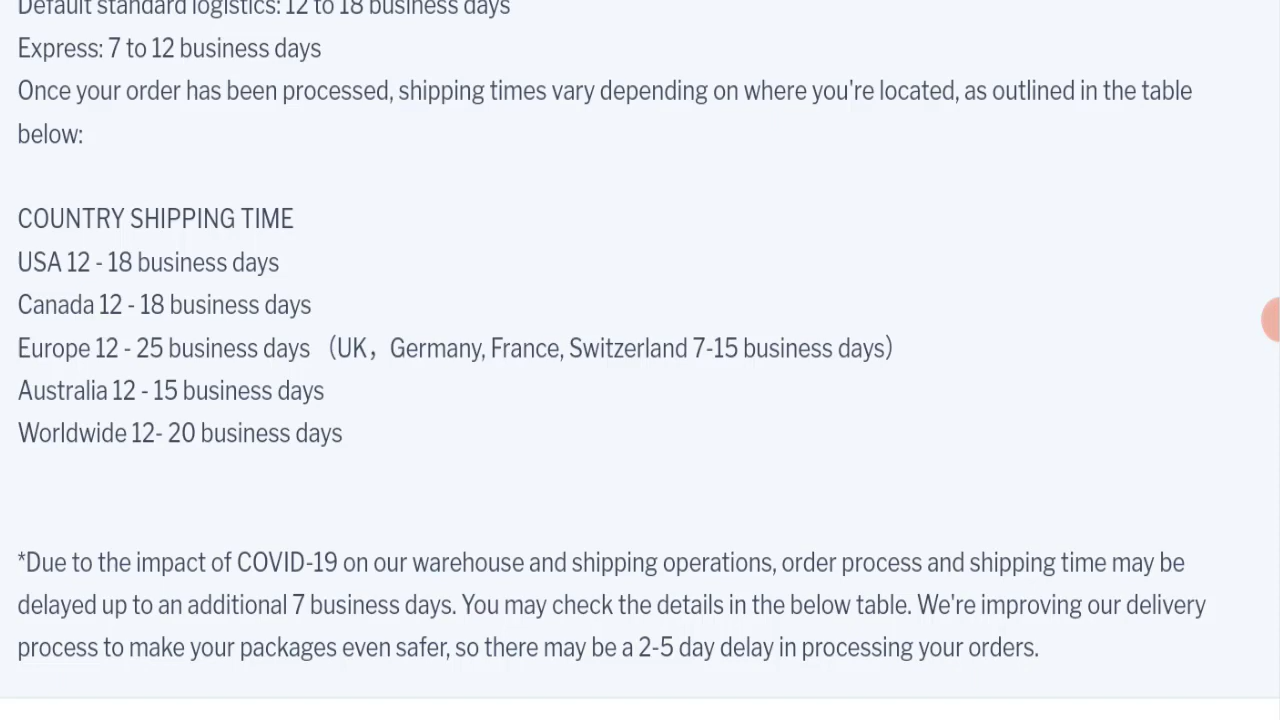 Default standard logistics: 12 to 18 business days
Express: 7 to 12 business days
Once your order has been processed, shipping times vary depending on where you're located, as outlined in the table
below:
COUNTRY SHIPPING TIME
USA 12 - 18 business days
Canada 12 - 18 business days
Europe 12 - 25 business days （UK，Germany, France, Switzerland 7-15 business days）
Australia 12 - 15 business days
Worldwide 12- 20 business days
*Due to the impact of COVID-19 on our warehouse and shipping operations, order process and shipping time may be
delayed up to an additional 7 business days. You may check the details in the below table. We're improving our delivery
process to make your packages even safer, so there may be a 2-5 day delay in processing your orders.